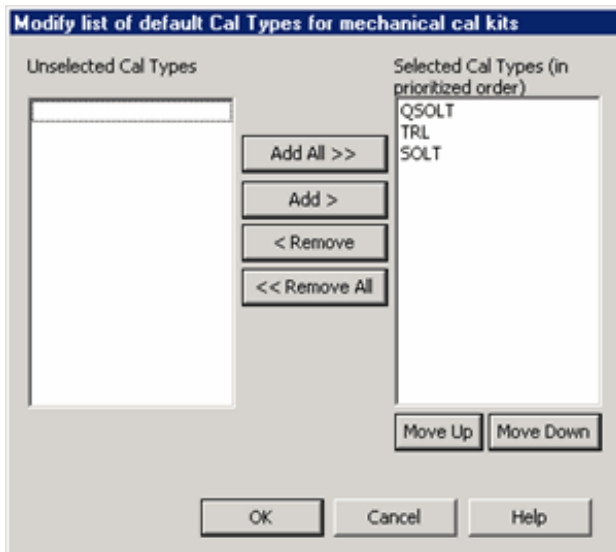 Modify list of default Cal Types for mechanical cal kits
Unselected Cal Types
Selected Cal Types (in
prioritized order)
QSOLT
TRL
SOLT
Add All >>
Add >
< Remove
<< Remove All
Move Up
Move Down
OK
Cancel
Help